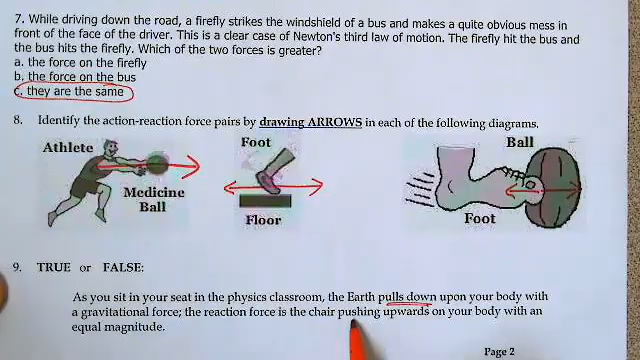 7. While driving down the road, a firefly strikes the windshield of a bus and makes a quite obvious mess in
front of the face of the driver. This is a clear case of Newton's third law of motion. The firefly hit the bus and
the bus hits the firefly. Which of the two forces is greater?
a. the force on the firefly
b. the force on the bus
c. they are the same
8. Identify the action-reaction force pairs by drawing ARROWS in each of the following diagrams.
Athlete
Medicine
Ball
Foot
Floor
Ball
Foot
9. TRUE or FALSE:
As you sit in your seat in the physics classroom, the Earth pulls down upon your body with
a gravitational force; the reaction force is the chair pushing upwards on your body with an
equal magnitude.
Page 2